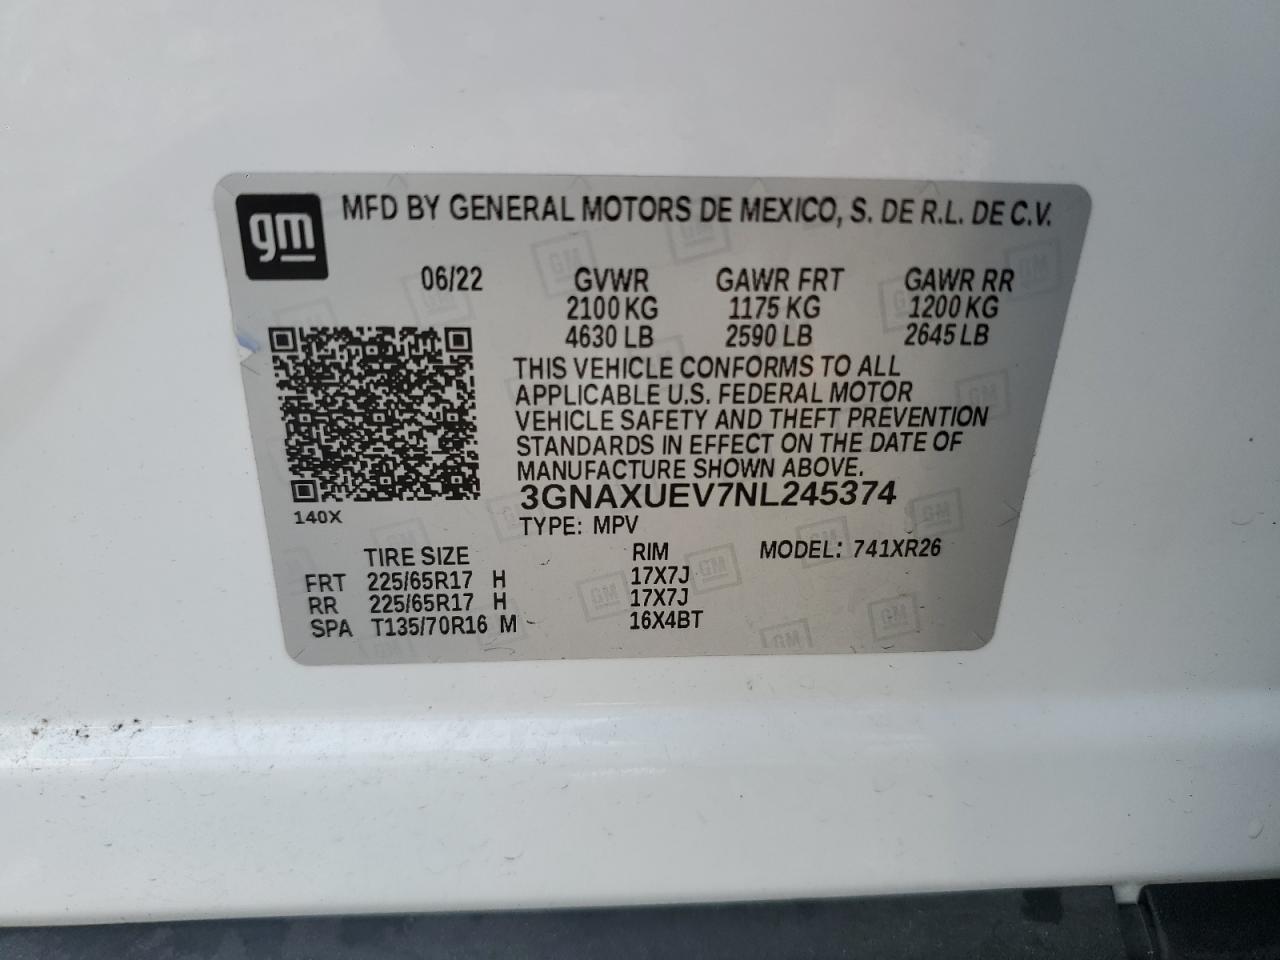 gm
MFD BY GENERAL MOTORS DE MEXICO, S. DE R.L. DE C.V.
06/22 GVWR GAWR FRT GAWR RR
2100 KG 1175 KG 1200 KG
4630 LB 2590 LB 2645 LB
THIS VEHICLE CONFORMS TO ALL
APPLICABLE U.S. FEDERAL MOTOR
VEHICLE SAFETY AND THEFT PREVENTION
STANDARDS IN EFFECT ON THE DATE OF
MANUFACTURE SHOWN ABOVE.
3GNAXUEV7NL245374
140X
TYPE: MPV
TIRE SIZE RIM MODEL: 741XR26
FRT 225/65R17 H 17X7J
RR 225/65R17 H 17X7J
SPA T135/70R16 M 16X4BT